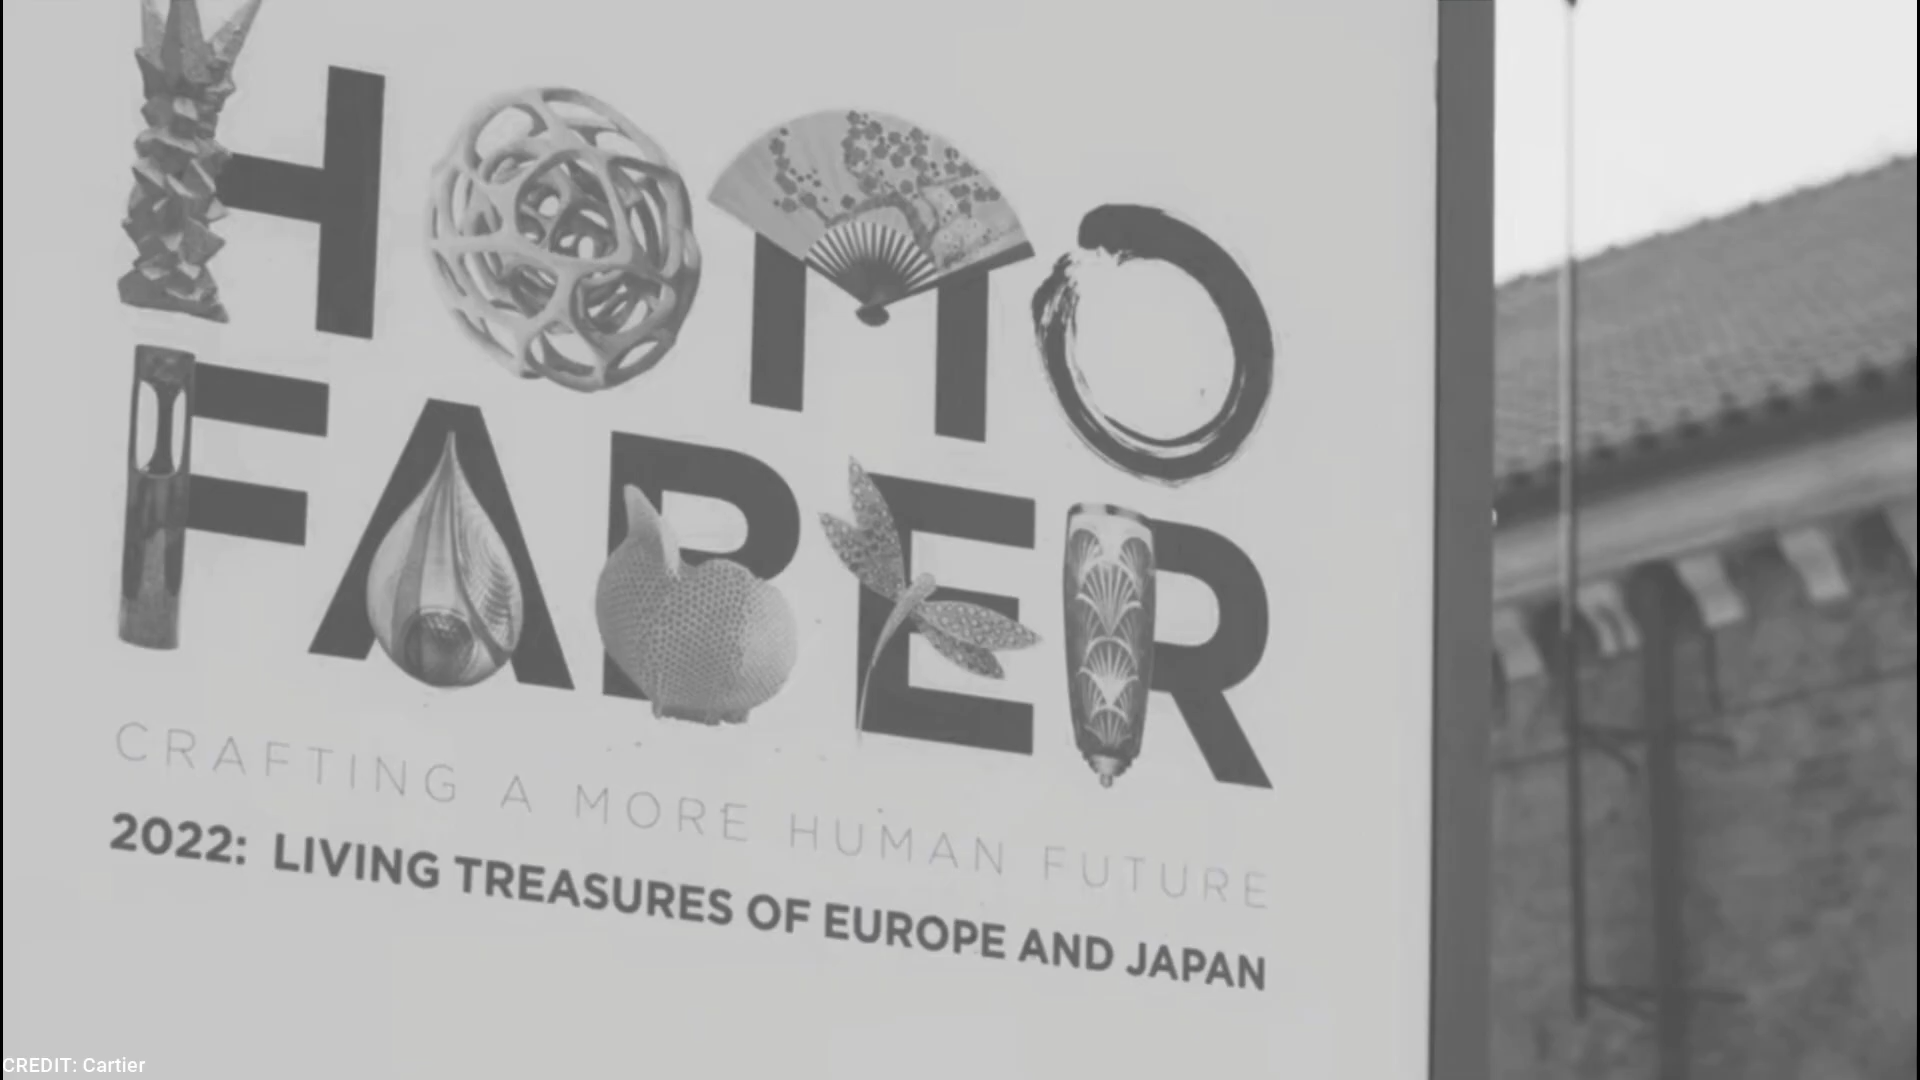 HOMO
FABER
CRAFTING A MORE HUMAN FUTURE
2022: LIVING TREASURES OF EUROPE AND JAPAN
CREDIT: Cartier